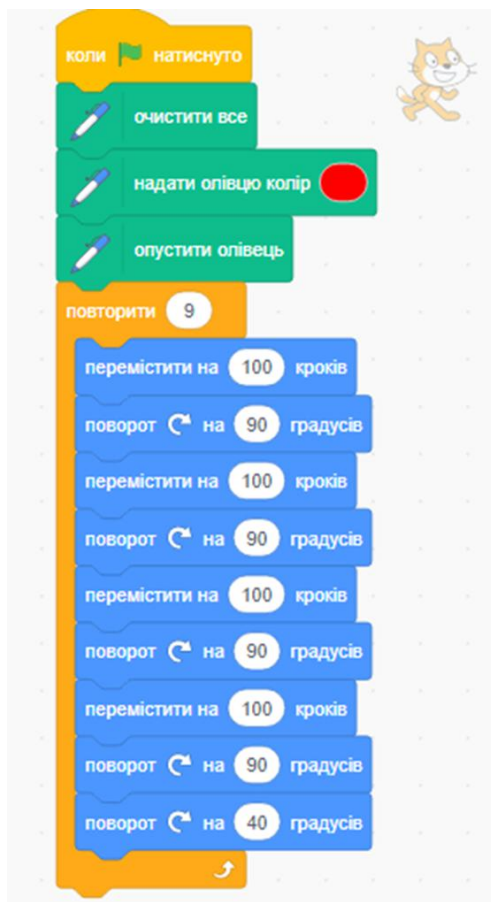 коли натиснуто
очистити все
надати олівцю колір
опустити олівець
повторити 9
перемістити на 100 кроків
поворот на 90 градусів
перемістити на 100 кроків
поворот на 90 градусів
перемістити на 100 кроків
поворот на 90 градусів
перемістити на 100 кроків
поворот на 90 градусів
поворот на 40 градусів